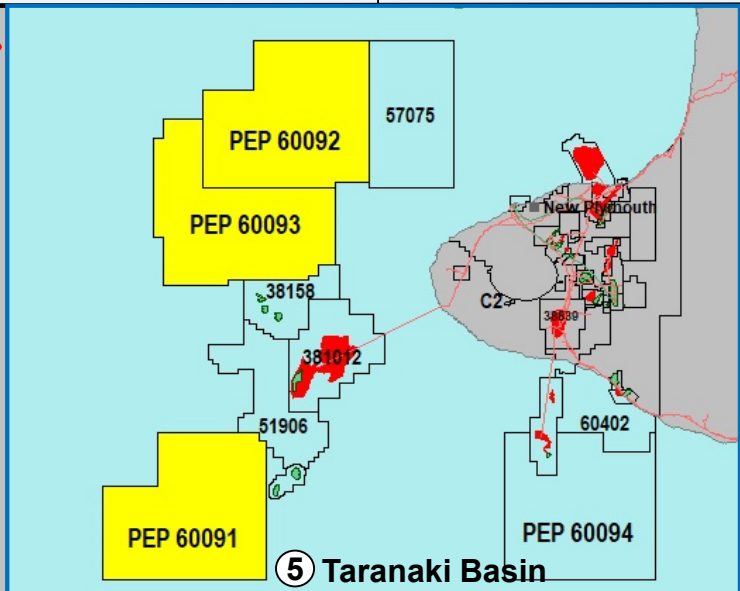 57075
PEP 60092
New Plymouth
PEP 60093
38158
C2
38839
381012
51906
60402
PEP 60091
PEP 60094
5 Taranaki Basin